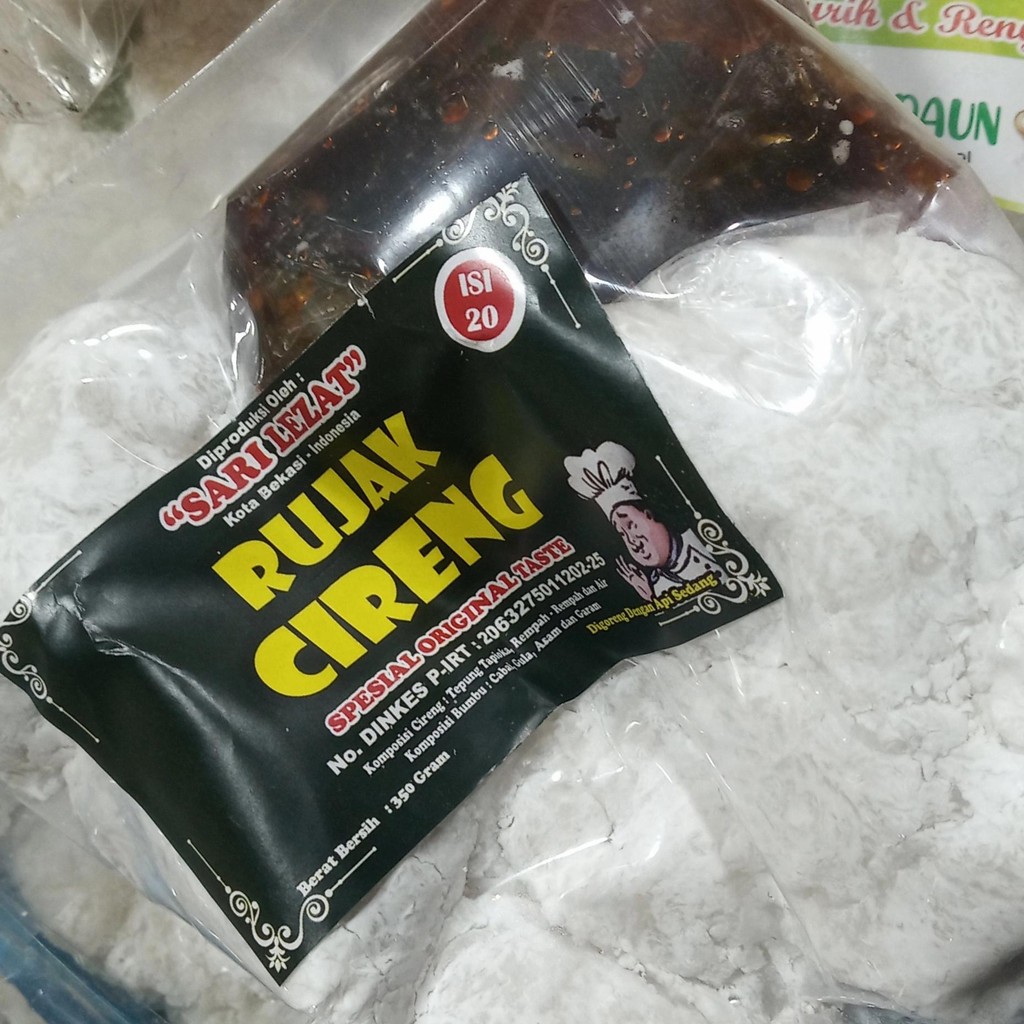 ISI
20
Diproduksi Oleh :
"SARI LEZAT"
Kota Bekasi - Indonesia
RUJAK
CIRENG
SPESIAL ORIGINAL TASTE
No. DINKES P-IRT : 2063275011202-25
Komposisi Cireng : Tepung Tapioka, Rempah - Rempah dan Air
Komposisi Bumbu : Cabai, Gula, Asam dan Garam
Berat Bersih : 350 Gram
Digoreng Dengan Api Sedang
& Reny
DAUN